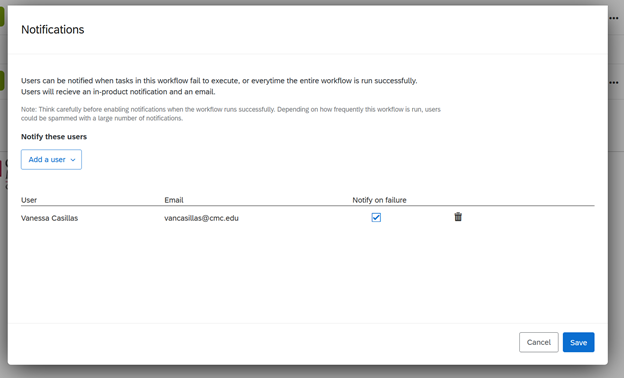 Notifications
Users can be notified when tasks in this workflow fail to execute, or everytime the entire workflow is run successfully.
Users will recieve an in-product notification and an email.
Note: Think carefully before enabling notifications when the workflow runs successfully. Depending on how frequently this workflow is run, users
could be spammed with a large number of notifications.
Notify these users
Add a user
User Email Notify on failure
Vanessa Casillas vancasillas@cmc.edu
Cancel Save